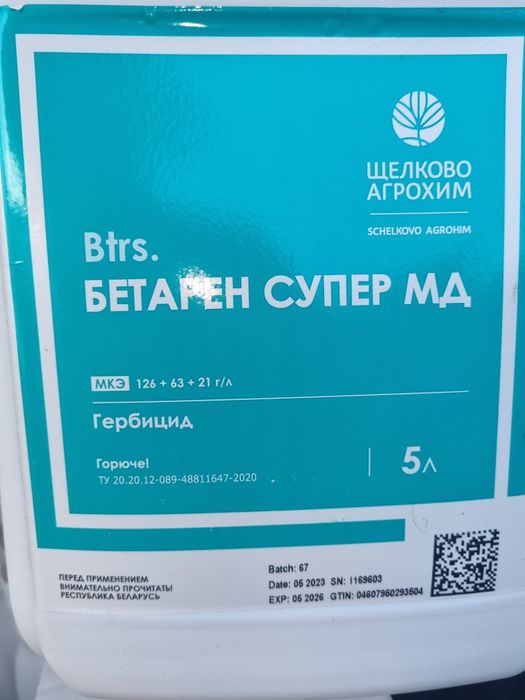 ЩЕЛКОВО
АГРОХИМ
SCHELKOVO AGROHIM
Btrs.
БЕТАРЕН СУПЕР МД
МКЭ 126 + 63 + 21 г/л
Гербицид
Горюче!
ТУ 20.20.12-089-48811647-2020
5л
ПЕРЕД ПРИМЕНЕНИЕМ
ВНИМАТЕЛЬНО ПРОЧИТАТЬ!
РЕСПУБЛИКА БЕЛАРУСЬ
Batch: 67
Date: 05 2023 SN: I169603
EXP: 05 2026 GTIN: 04607950293504